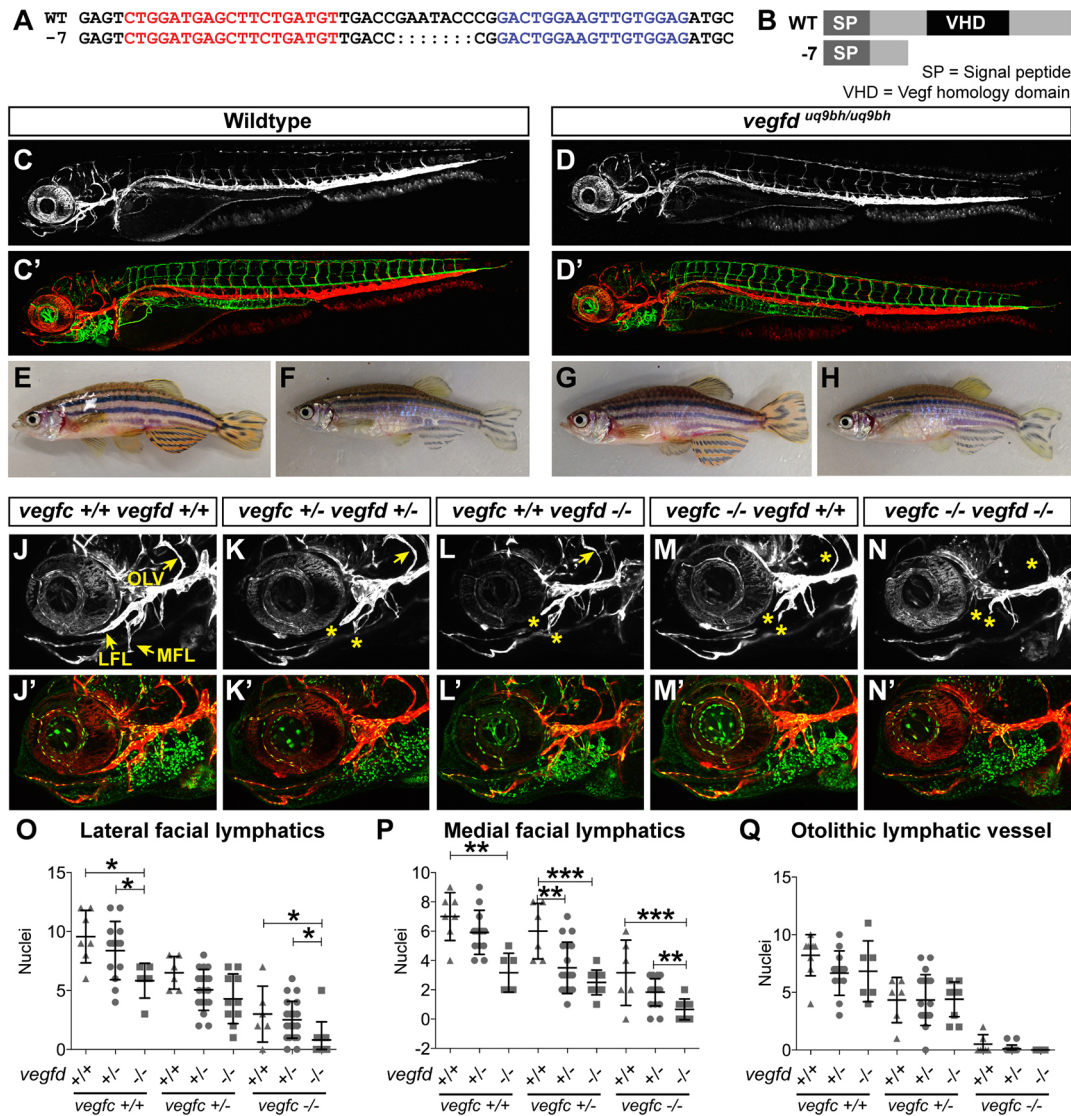 A
WT GAGTCTGGATGAGCTTCTGATGTTGACCGAATACCCGGACTGGAAGTTGTGGAGATGC
-7 GAGTCTGGATGAGCTTCTGATGTTGACC:::::::CGGACTGGAAGTTGTGGAGATGC
B
WT SP VHD
-7 SP
SP = Signal peptide
VHD = Vegf homology domain
Wildtype
vegfd uq9bh/uq9bh
C
D
C'
D'
E
F
G
H
vegfc +/+ vegfd +/+
vegfc +/- vegfd +/-
vegfc +/+ vegfd -/-
vegfc -/- vegfd +/+
vegfc -/- vegfd -/-
J
OLV
LFL
MFL
K
* *
L
* *
M
*
* *
N
*
* *
J'
K'
L'
M'
N'
O Lateral facial lymphatics
Nuclei
15
10
5
0
* * * *
vegfd +/+ +/- -/- +/+ +/- -/- +/+ +/- -/-
vegfc +/+ vegfc +/- vegfc -/-
P Medial facial lymphatics
Nuclei
10
8
6
4
2
0
-2
** *** ** *** **
vegfd +/+ +/- -/- +/+ +/- -/- +/+ +/- -/-
vegfc +/+ vegfc +/- vegfc -/-
Q Otolithic lymphatic vessel
Nuclei
15
10
5
0
vegfd +/+ +/- -/- +/+ +/- -/- +/+ +/- -/-
vegfc +/+ vegfc +/- vegfc -/-